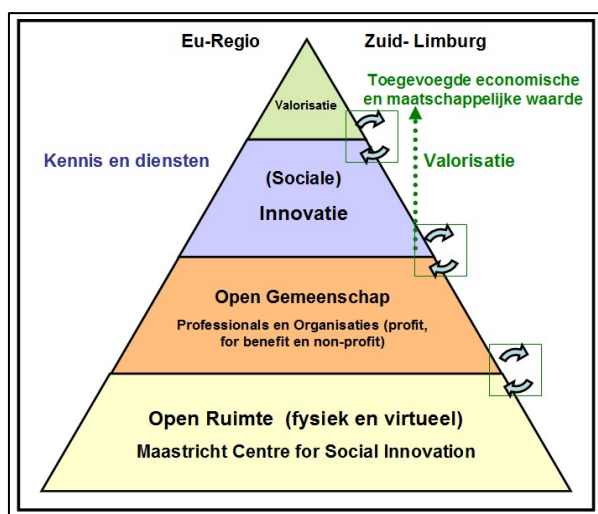 Eu-Regio Zuid- Limburg
Toegevoegde economische
en maatschappelijke waarde
Valorisatie
Kennis en diensten
Valorisatie
(Sociale)
Innovatie
Open Gemeenschap
Professionals en Organisaties (profit,
for benefit en non-profit)
Open Ruimte (fysiek en virtueel)
Maastricht Centre for Social Innovation